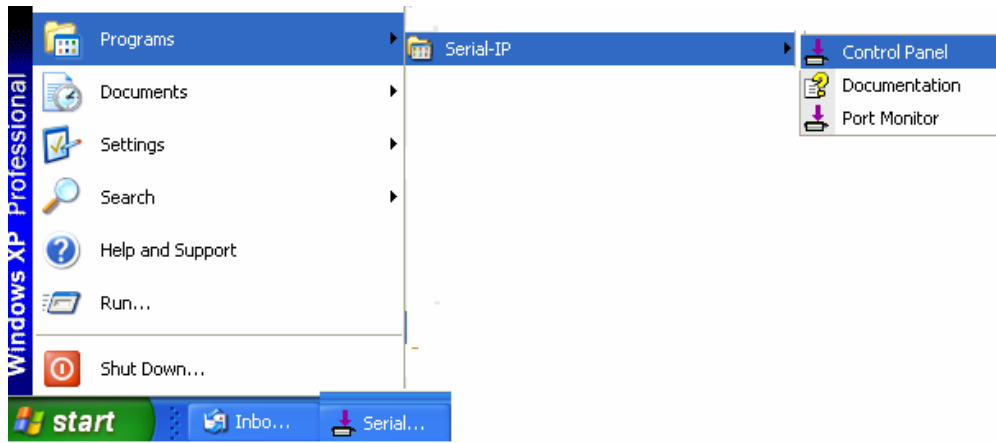 Windows XP Professional
Programs
Documents
Settings
Search
Help and Support
Run...
Shut Down...
Serial-IP
Control Panel
Documentation
Port Monitor
start
Inbo...
Serial...